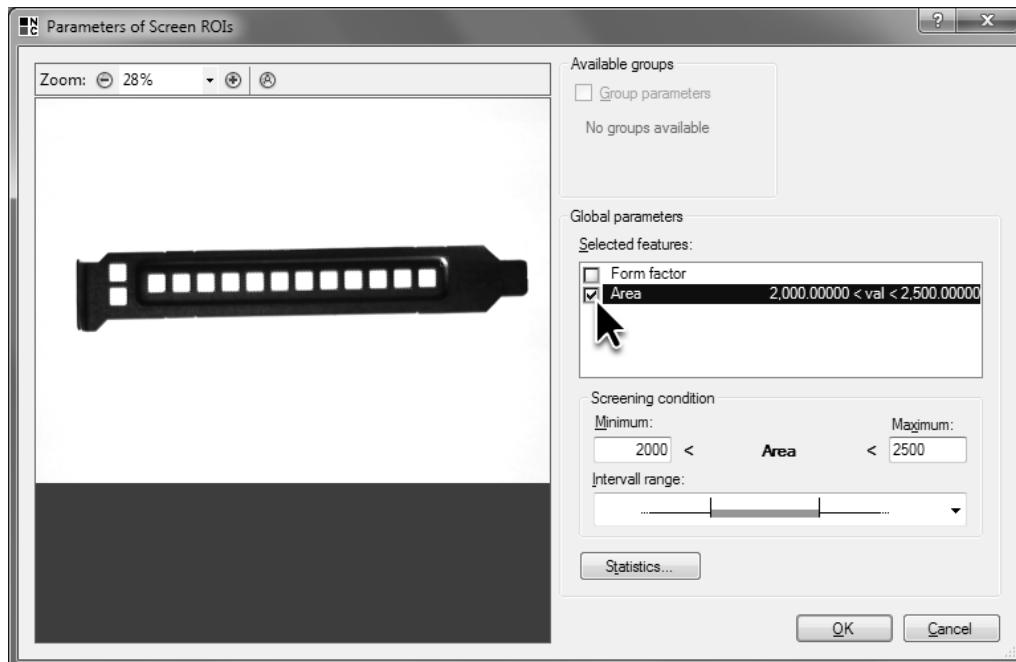 Parameters of Screen ROIs
Zoom: 28%
Available groups
Group parameters
No groups available
Global parameters
Selected features:
Form factor
Area 2,000.00000 < val < 2,500.00000
Screening condition
Minimum: Maximum:
2000 < Area < 2500
Intervall range:
Statistics...
OK Cancel